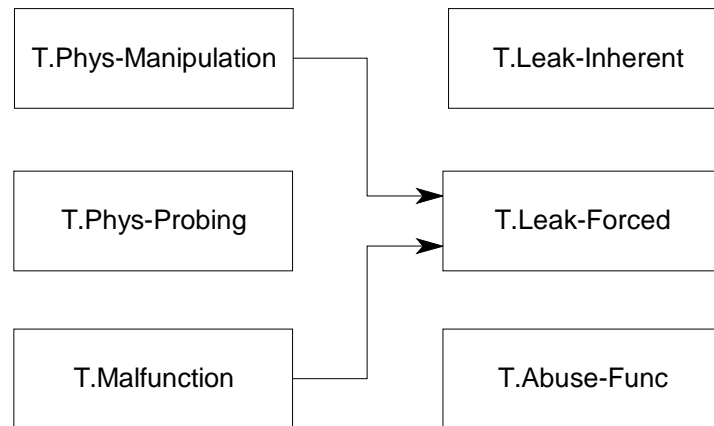 T.Phys-Manipulation
T.Leak-Inherent
T.Phys-Probing
T.Leak-Forced
T.Malfunction
T.Abuse-Func